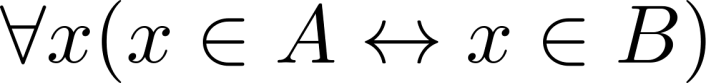 ∀x(x ∈ A ↔ x ∈ B)